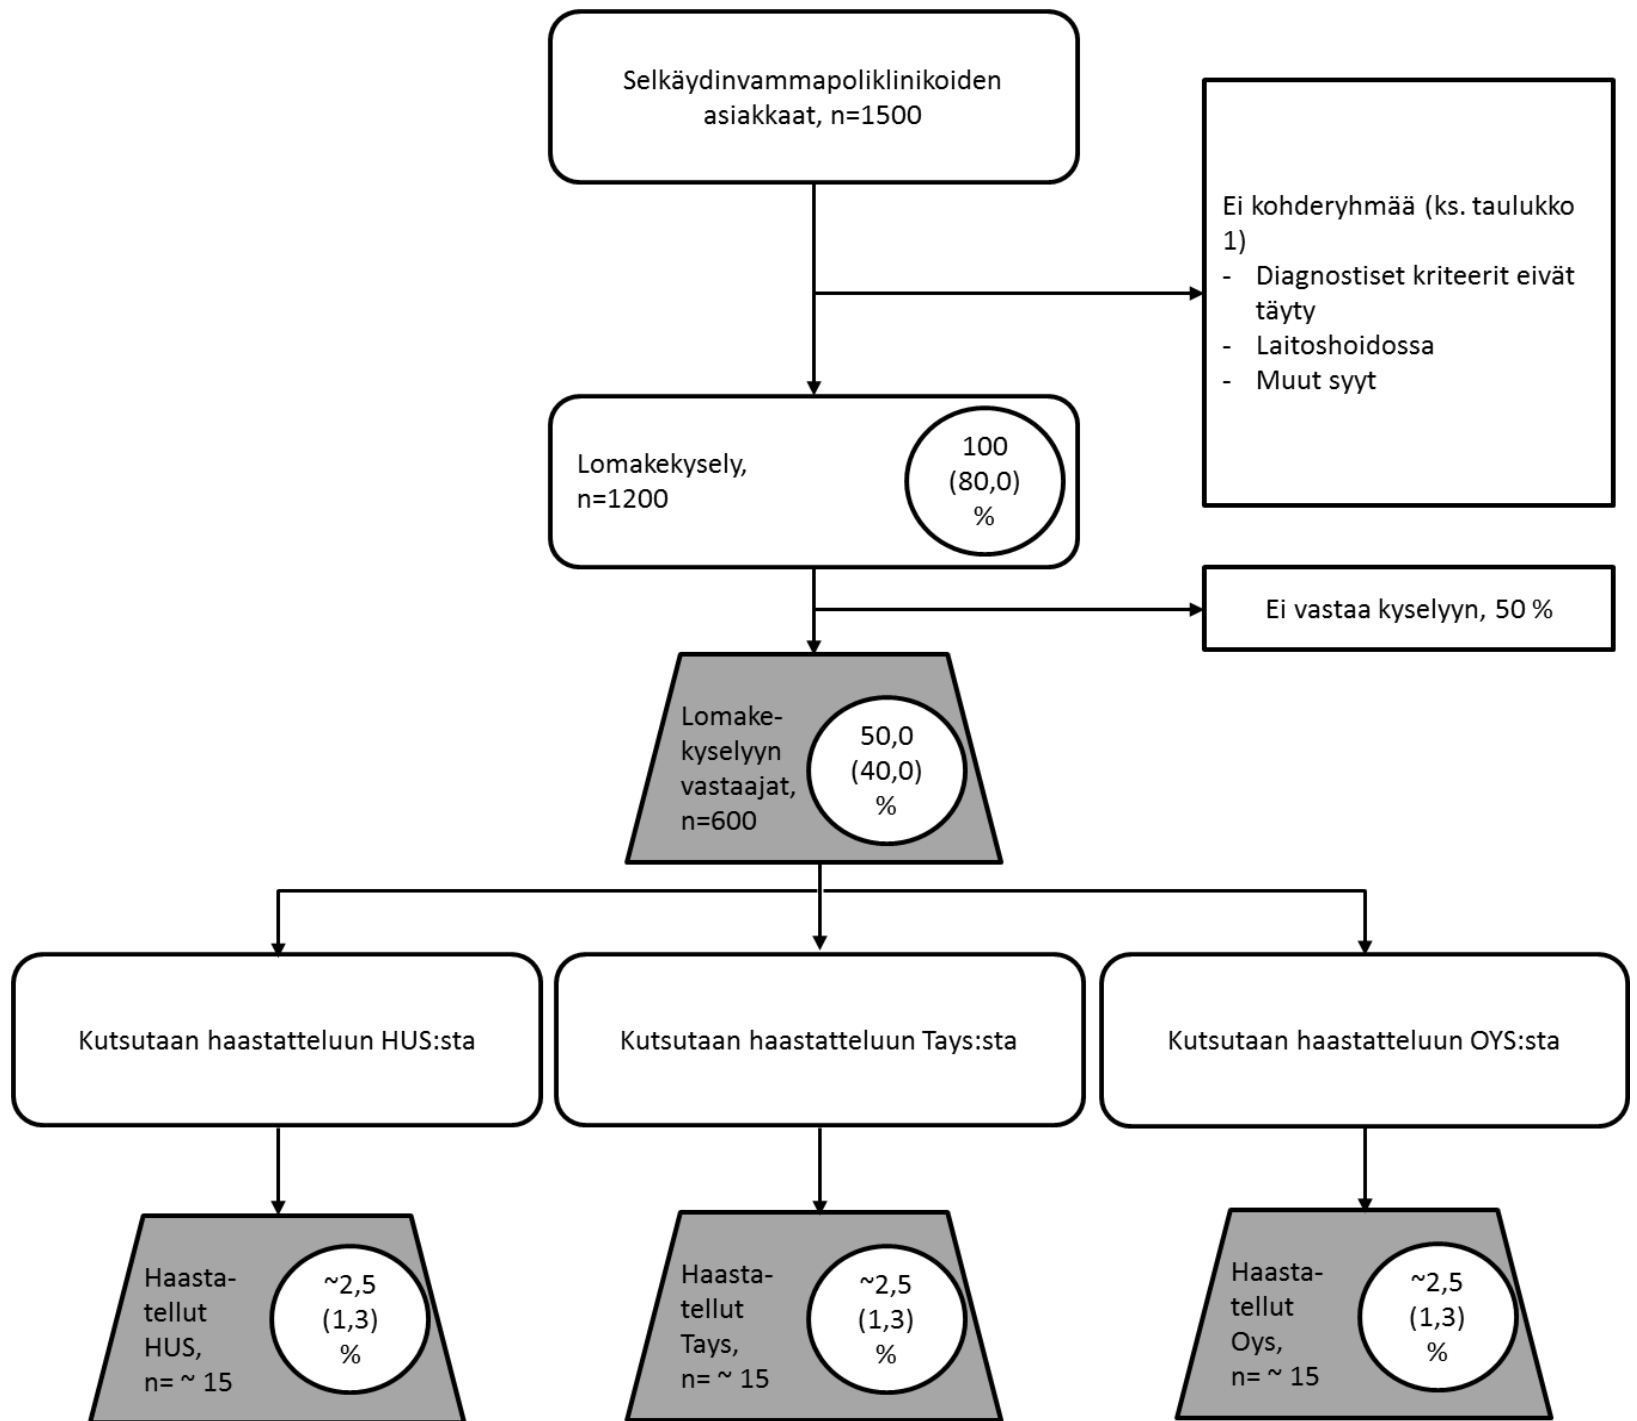 Selkäydinvammapoliklinikoiden
asiakkaat, n=1500
Ei kohderyhmää (ks. taulukko
1)
- Diagnostiset kriteerit eivät
täyty
- Laitoshoidossa
- Muut syyt
Lomakekysely,
n=1200
100
(80,0)
%
Ei vastaa kyselyyn, 50 %
Lomake-
kyselyyn
vastaajat,
n=600
50,0
(40,0)
%
Kutsutaan haastatteluun HUS:sta
Kutsutaan haastatteluun Tays:sta
Kutsutaan haastatteluun OYS:sta
Haasta-
tellut
HUS,
n= ~ 15
~2,5
(1,3)
%
Haasta-
tellut
Tays,
n= ~ 15
~2,5
(1,3)
%
Haasta-
tellut
Oys,
n= ~ 15
~2,5
(1,3)
%